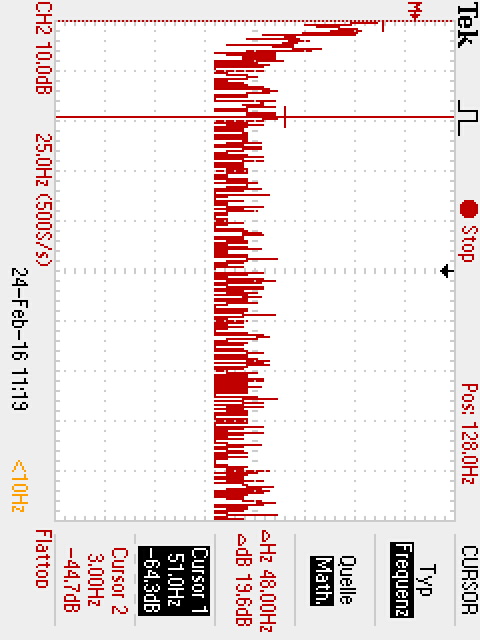 Tek
Stop
Pos: 128.0Hz
CURSOR
M
Typ
Frequenz
Quelle
Math.
ΔHz 48.000Hz
ΔdB 19.6dB
Cursor 1
51.0Hz
-64.3dB
Cursor 2
3.00Hz
-44.7dB
CH2 10.0dB
25.0Hz (500S/s)
Flattop
24-Feb-16 11:19
<10Hz